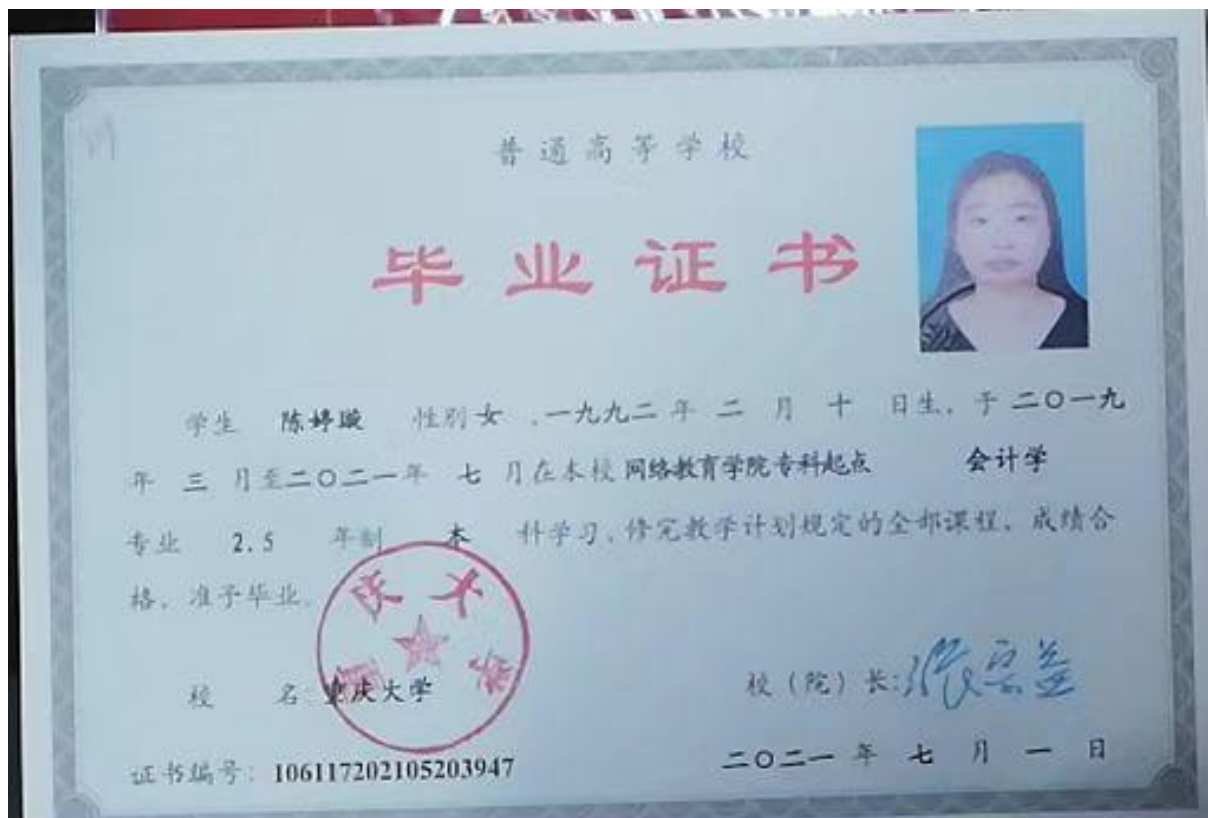 普通高等学校
毕业证书
学生 陈婷璇 性别 女 ,一九九二 年 二 月 十 日生, 于 二〇一九
年 三 月至二〇二一年 七 月在本校 网络教育学院专科起点 会计学
专业 2.5 年制 本 科学习, 修完教学计划规定的全部课程, 成绩合
格, 准予毕业.
校 名: 重庆大学
校(院)长: 张宗益
证书编号: 106117202105203947
二〇二一 年 七 月 一 日